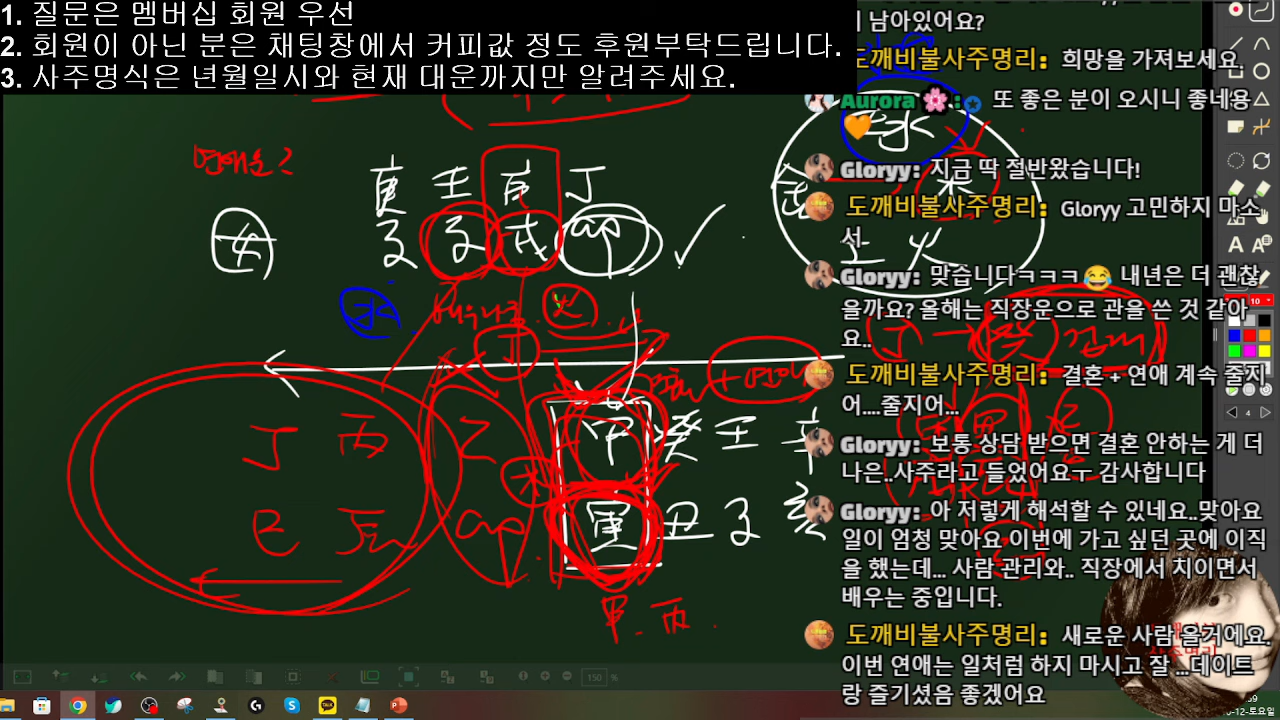 1. 질문은 멤버십 회원 우선
2. 회원이 아닌 분은 채팅창에서 커피값 정도 후원부탁드립니다.
3. 사주명식은 년월일시와 현재 대운까지만 알려주세요.
남아있어요?
도깨비불사주명리: 희망을 가져보세요.
Aurora 🌸.: 또 좋은 분이 오시니 좋네용
🧡
Gloryy: 지금 딱 절반왔습니다!
도깨비불사주명리: Gloryy 고민하지 마소
서
Gloryy: 맞습니다ㅋㅋㅋ😂 내년은 더 괜찮
을까요? 올해는 직장운으로 관을 쓴 것 같아
요..
도깨비불사주명리: 결혼 + 연애 계속 줄지
어....줄지어...
Gloryy: 보통 상담 받으면 결혼 안하는 게 더
나은..사주라고 들었어요ㅜ 감사합니다
Gloryy: 아 저렇게 해석할 수 있네요..맞아요
일이 엄청 맞아요 이번에 가고 싶던 곳에 이직
을 했는데... 사람 관리와.. 직장에서 치이면서
배우는 중입니다.
도깨비불사주명리: 새로운 사람 올거에요.
이번 연애는 일처럼 하지 마시고 잘 ...데이트
랑 즐기셨음 좋겠어요
연애운?
庚 壬 庚 丁
女 子 子 戌 卯
水
丁 丙 乙 甲 癸 壬 辛
巳 辰 卯 寅 丑 子 亥
甲. 丙.
150 %